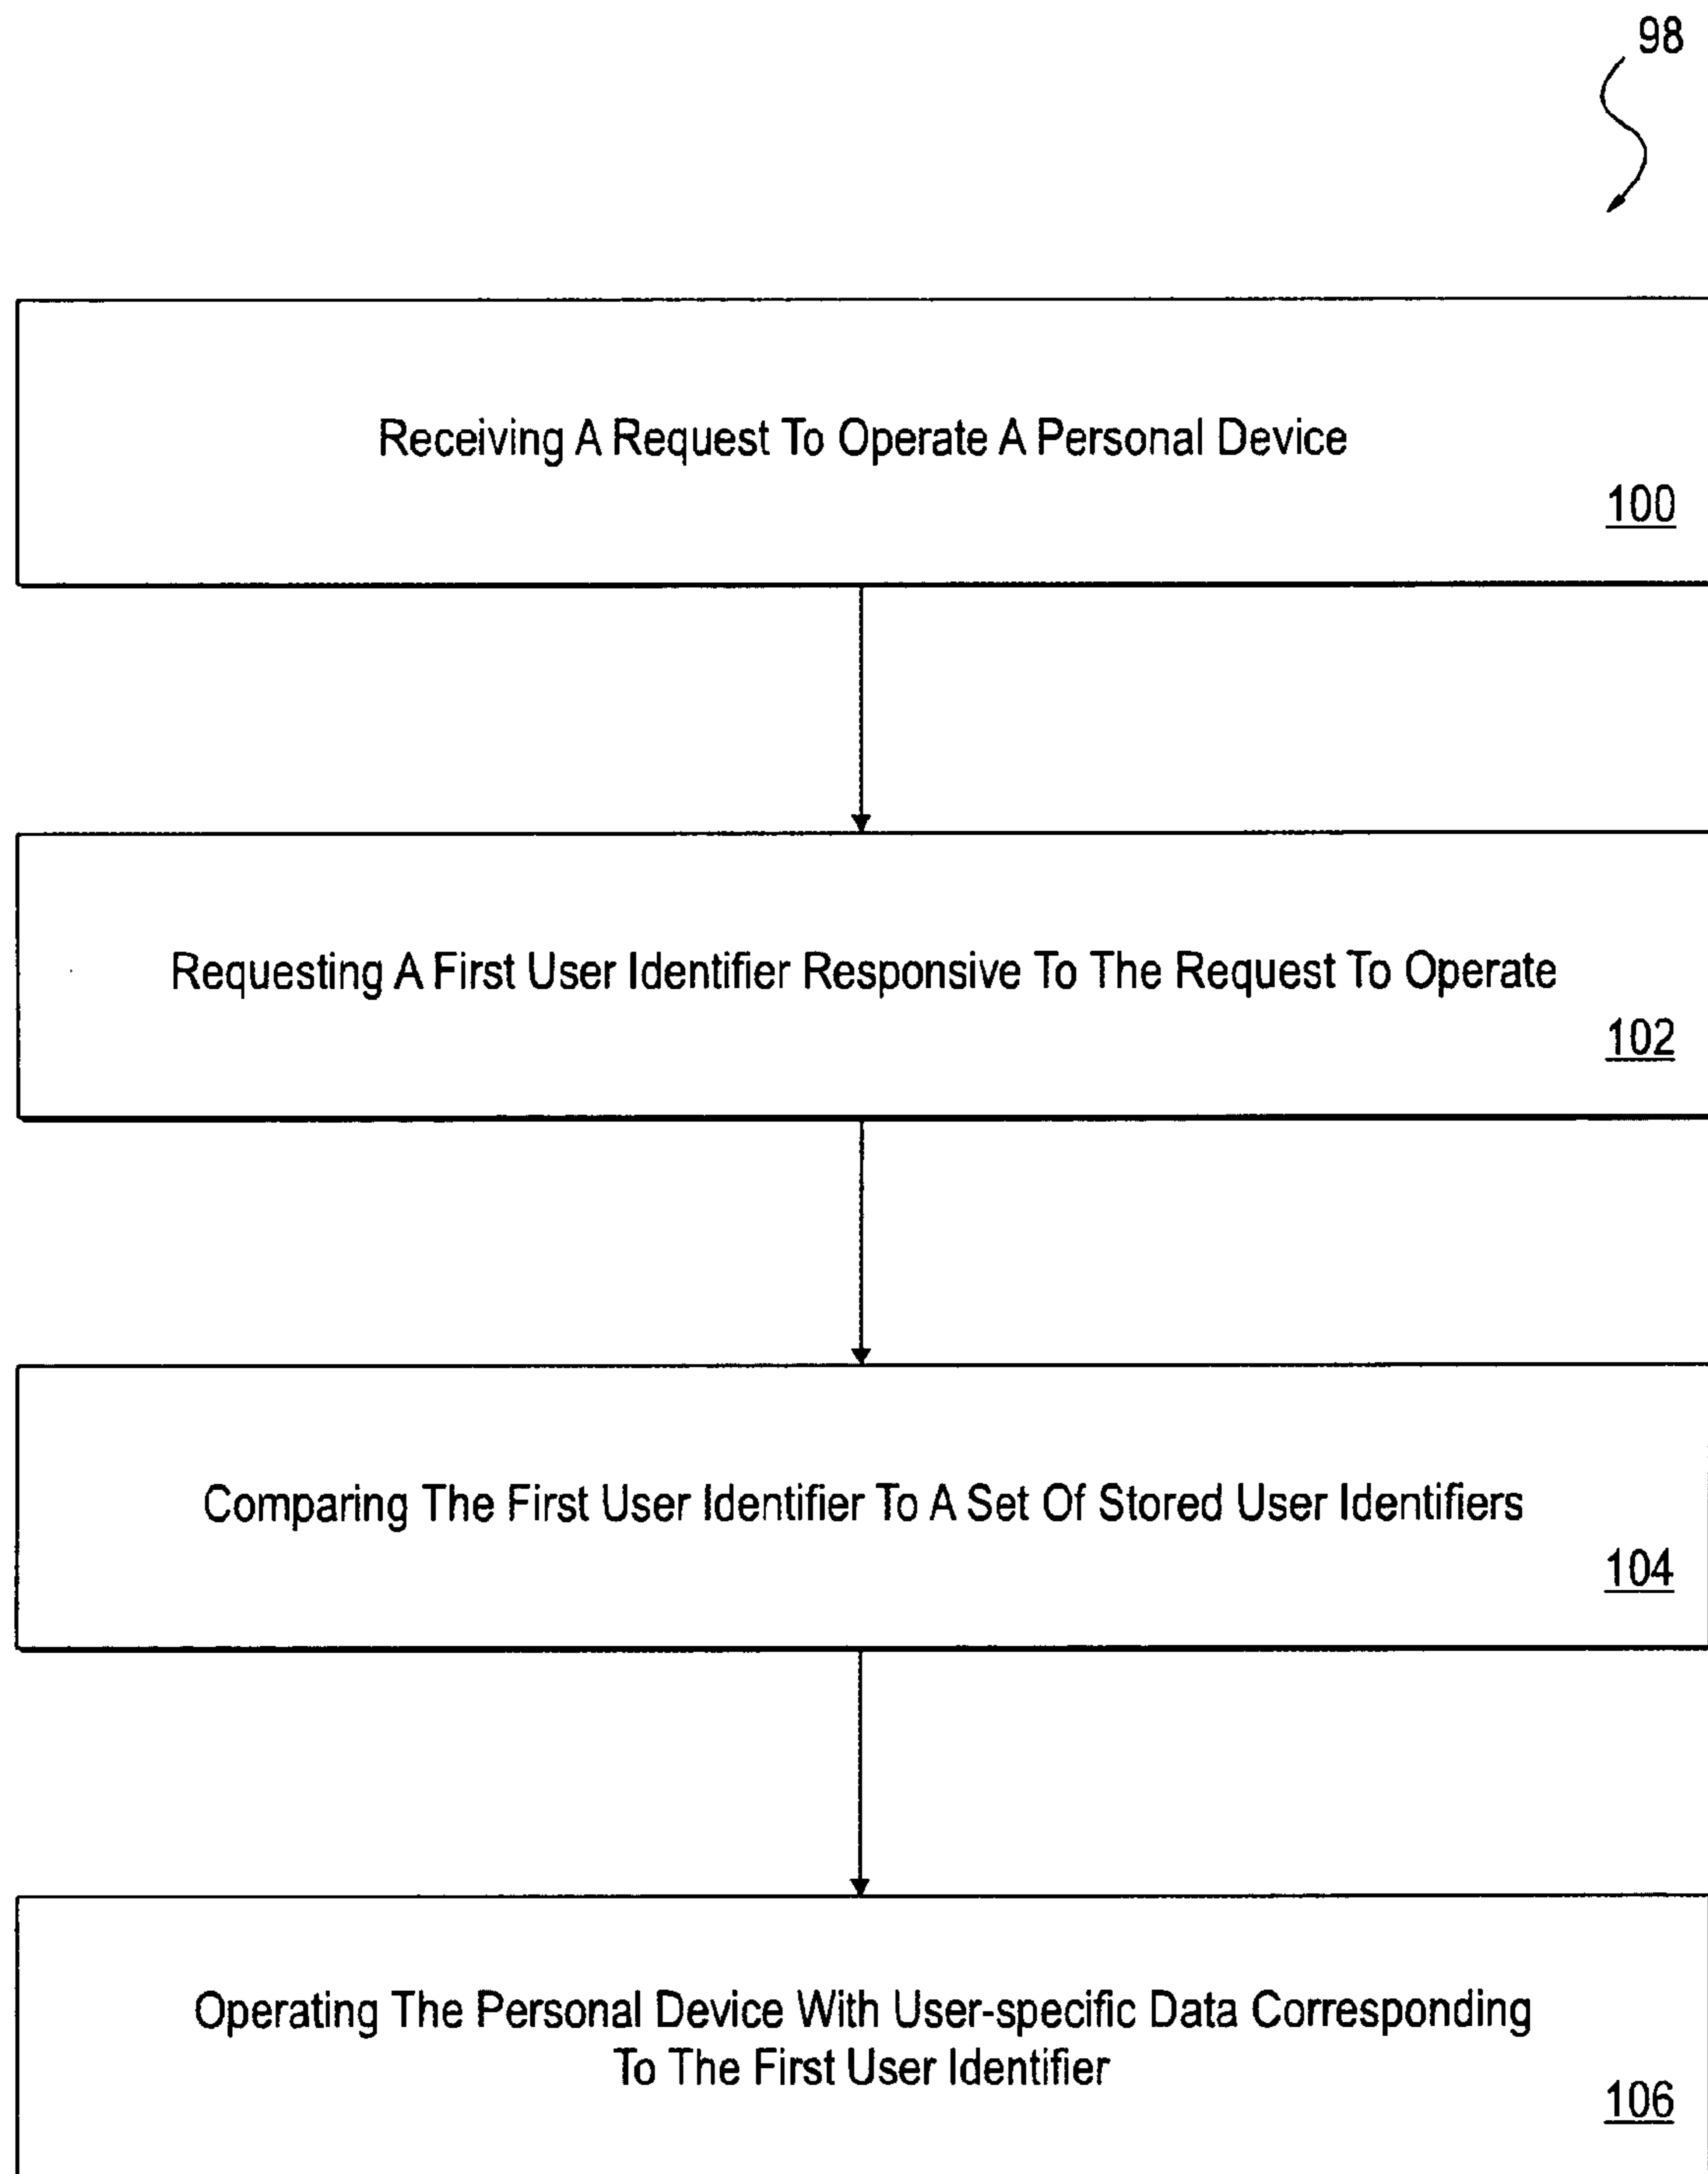 98
Receiving A Request To Operate A Personal Device
100
Requesting A First User Identifier Responsive To The Request To Operate
102
Comparing The First User Identifier To A Set Of Stored User Identifiers
104
Operating The Personal Device With User-specific Data Corresponding
To The First User Identifier
106